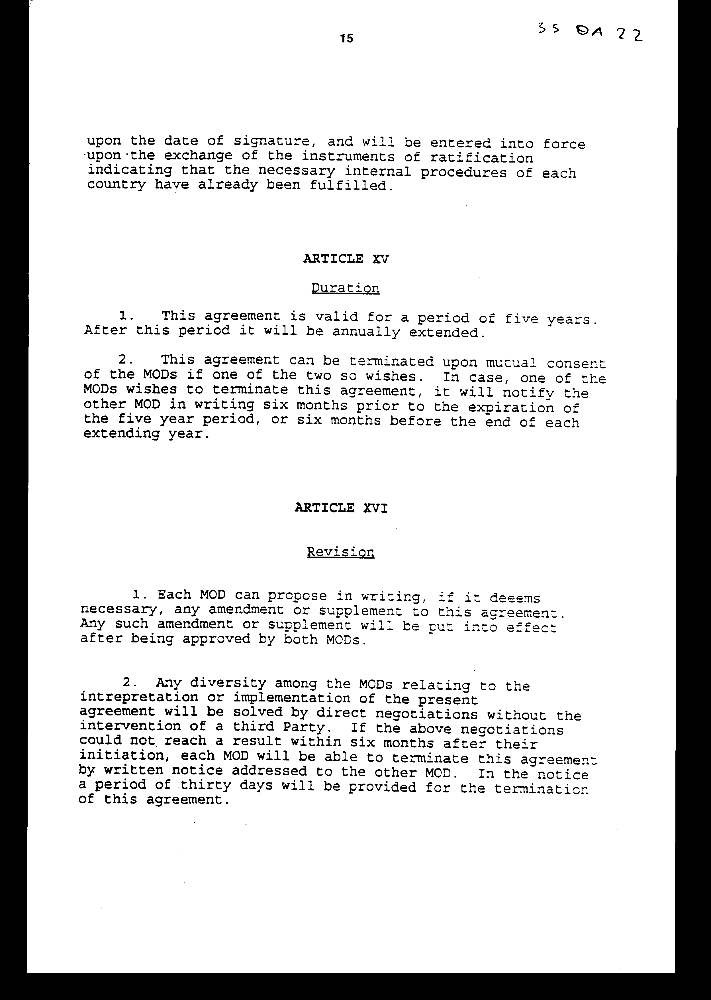 15
35 ΘA 22
upon the date of signature, and will be entered into force
upon the exchange of the instruments of ratification
indicating that the necessary internal procedures of each
country have already been fulfilled.
ARTICLE XV
Duration
1. This agreement is valid for a period of five years.
After this period it will be annually extended.
2. This agreement can be terminated upon mutual consent
of the MODs if one of the two so wishes. In case, one of the
MODs wishes to terminate this agreement, it will notify the
other MOD in writing six months prior to the expiration of
the five year period, or six months before the end of each
extending year.
ARTICLE XVI
Revision
1. Each MOD can propose in writing, if it deeems
necessary, any amendment or supplement to this agreement.
Any such amendment or supplement will be put into effect
after being approved by both MODs.
2. Any diversity among the MODs relating to the
intrepretation or implementation of the present
agreement will be solved by direct negotiations without the
intervention of a third Party. If the above negotiations
could not reach a result within six months after their
initiation, each MOD will be able to terminate this agreement
by written notice addressed to the other MOD. In the notice
a period of thirty days will be provided for the termination
of this agreement.